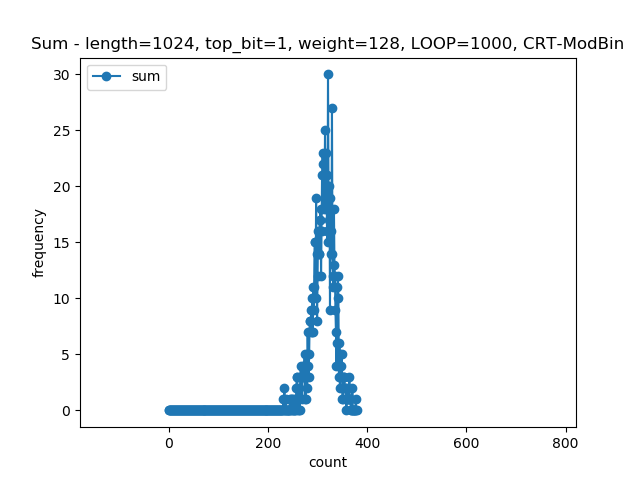 Sum - length=1024, top_bit=1, weight=128, LOOP=1000, CRT-ModBin
sum
30
25
20
15
10
5
0
frequency
0 200 400 600 800
count